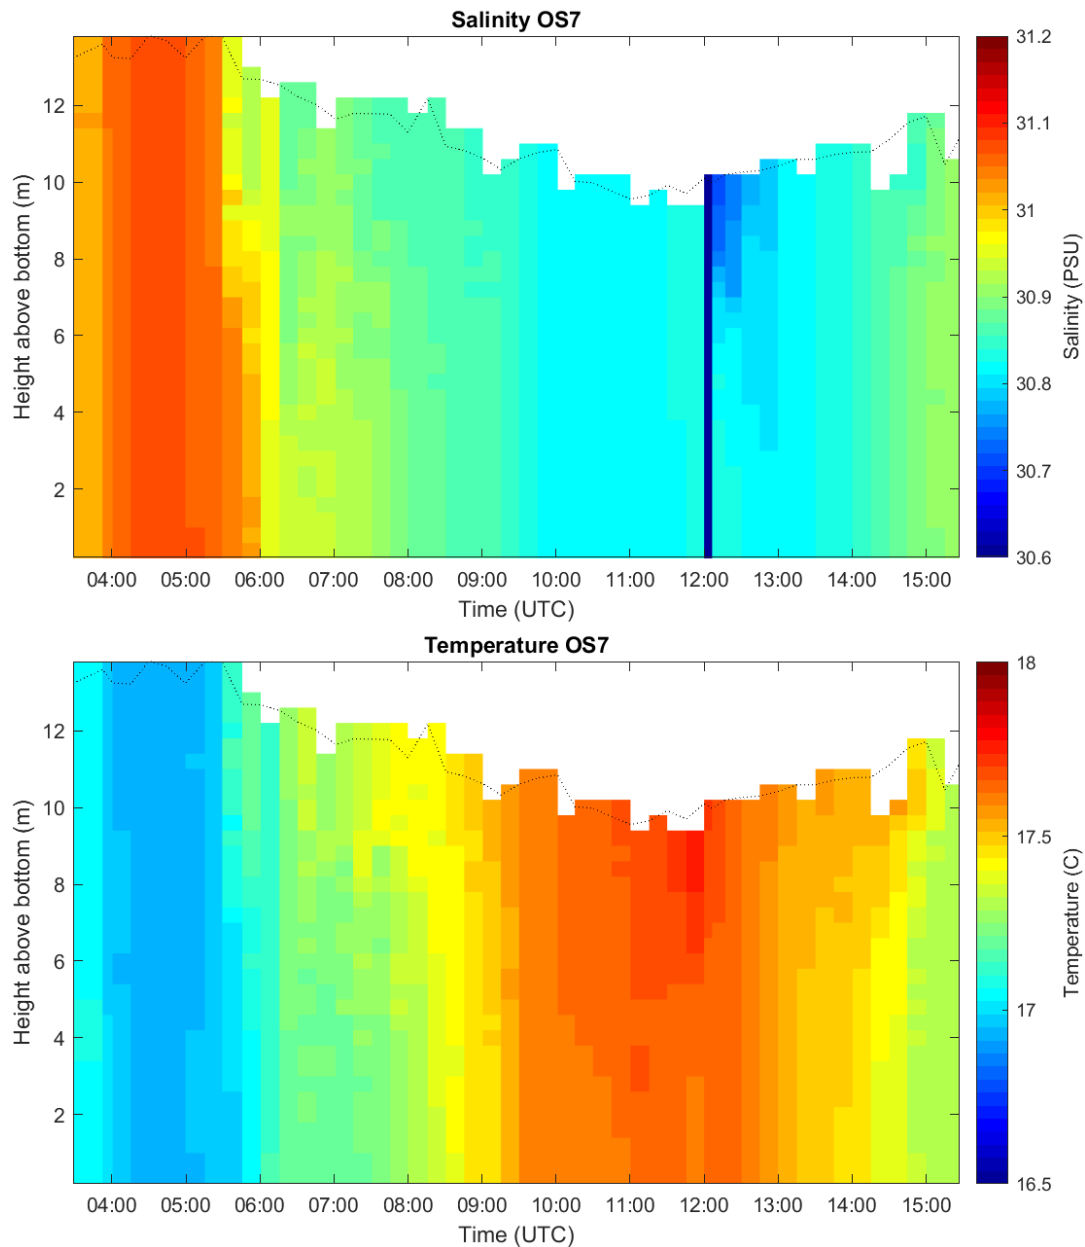 Salinity OS7
12
10
8
6
4
2
Height above bottom (m)
04:00 05:00 06:00 07:00 08:00 09:00 10:00 11:00 12:00 13:00 14:00 15:00
Time (UTC)
31.2
31.1
31
30.9
30.8
30.7
30.6
Salinity (PSU)
Temperature OS7
12
10
8
6
4
2
Height above bottom (m)
04:00 05:00 06:00 07:00 08:00 09:00 10:00 11:00 12:00 13:00 14:00 15:00
Time (UTC)
18
17.5
17
16.5
Temperature (C)